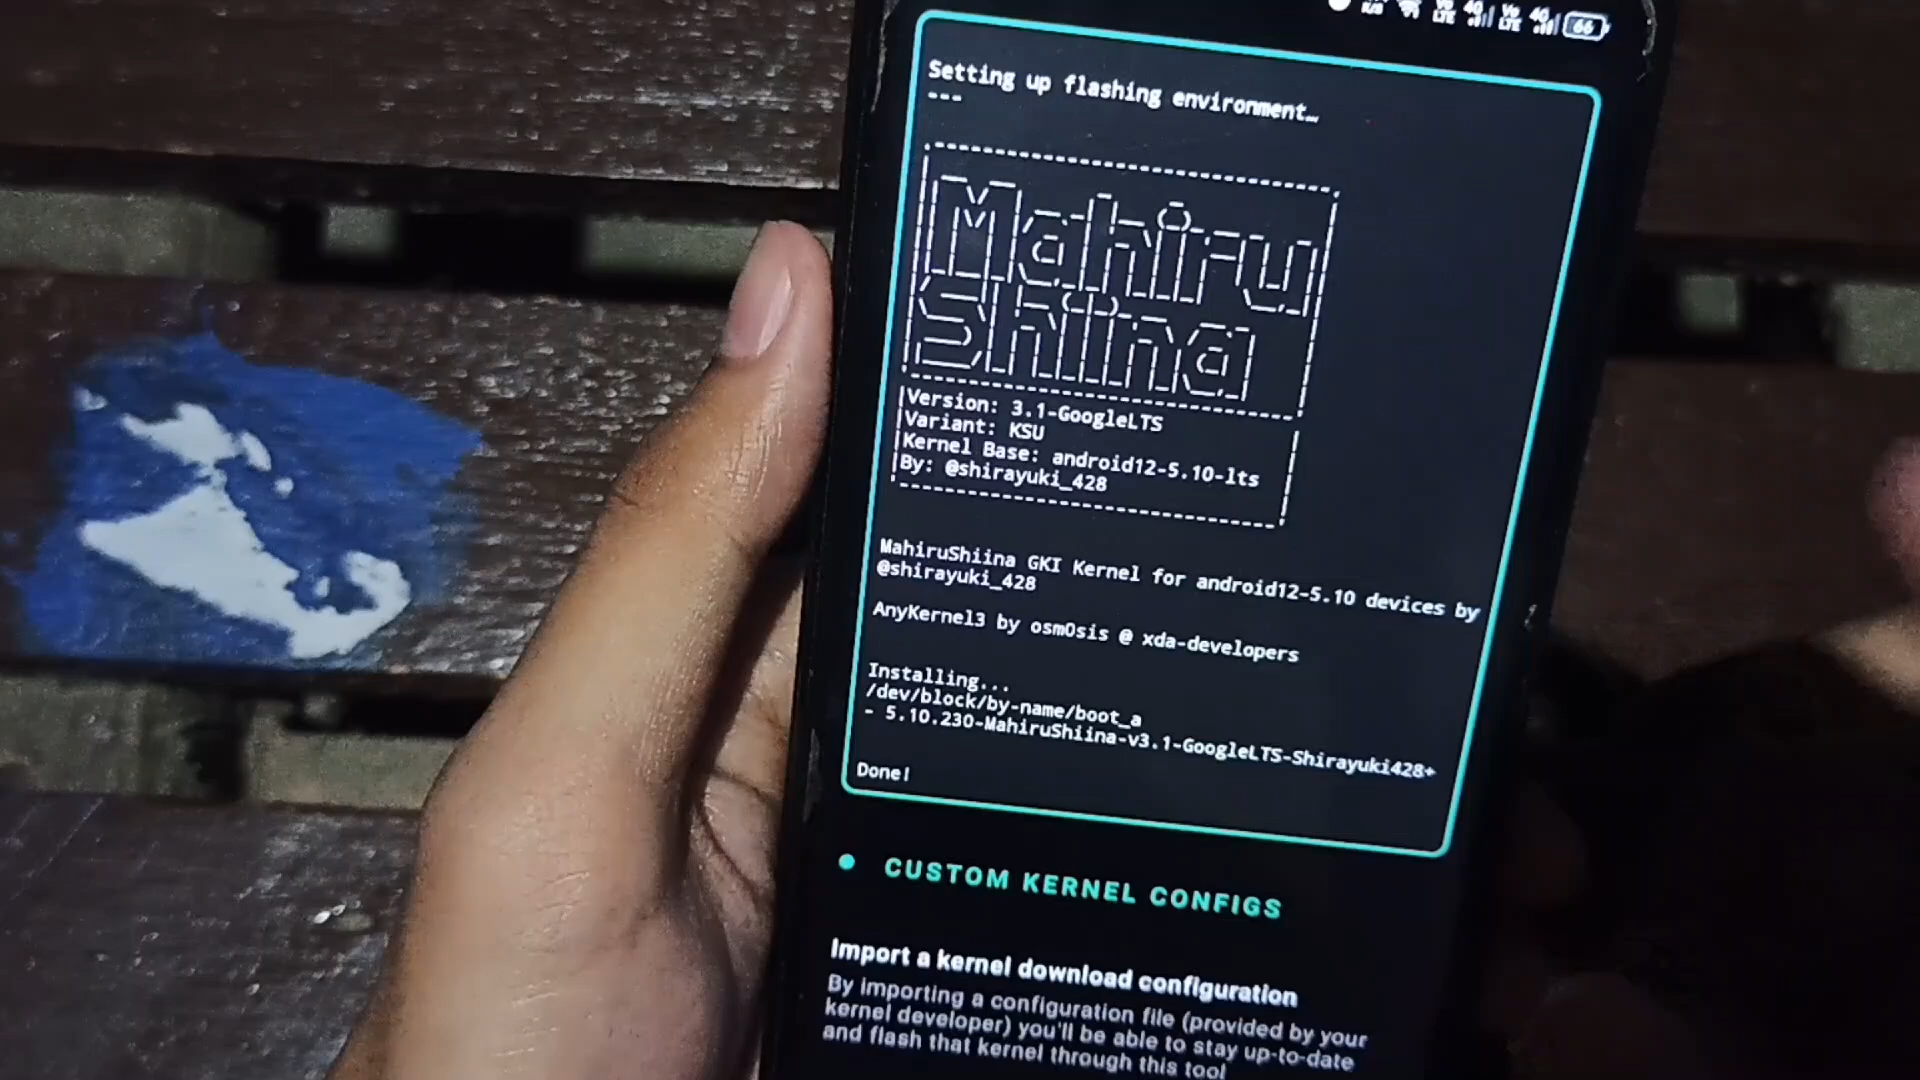 66
Setting up flashing environment…
---
Mahiru
Shiina
Version: 3.1-GoogleLTS
Variant: KSU
Kernel Base: android12-5.10-lts
By: @shirayuki_428
MahiruShiina GKI Kernel for android12-5.10 devices by
@shirayuki_428
AnyKernel3 by osm0sis @ xda-developers
Installing...
/dev/block/by-name/boot_a
- 5.10.230-MahiruShiina-v3.1-GoogleLTS-Shirayuki428+
Done!
• CUSTOM KERNEL CONFIGS
Import a kernel download configuration
By importing a configuration file (provided by your
kernel developer) you'll be able to stay up-to-date
and flash that kernel through this tool